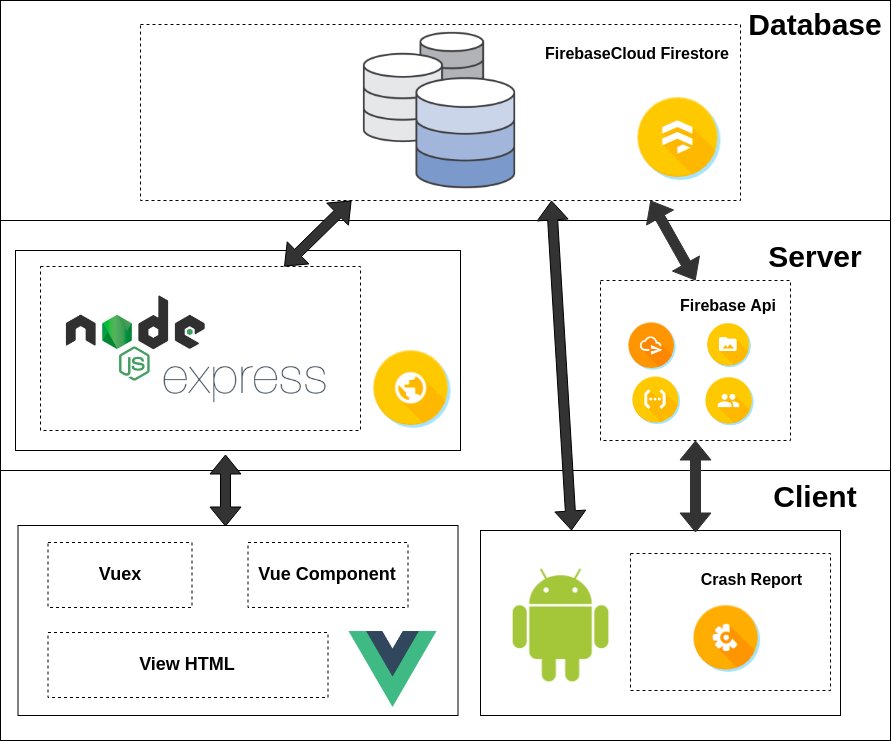 Database
FirebaseCloud Firestore
Server
Firebase Api
node
JS
express
Client
Vuex
Vue Component
Crash Report
View HTML